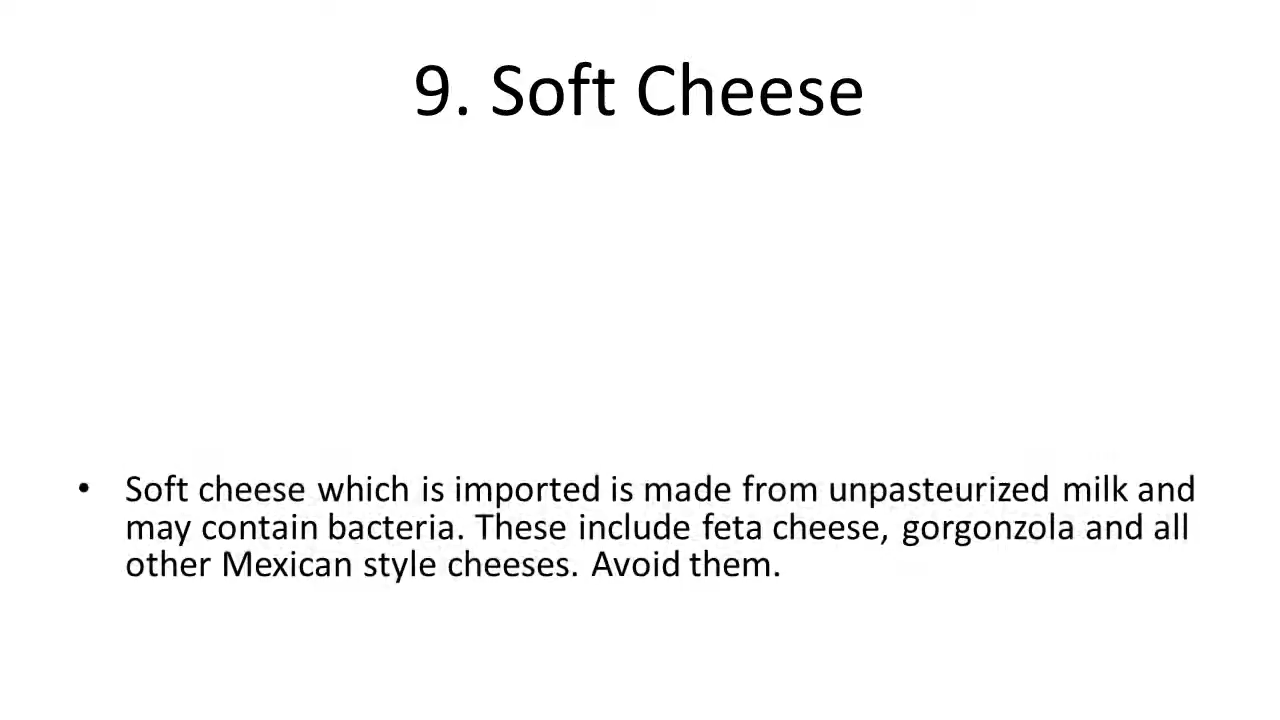 9. Soft Cheese
• Soft cheese which is imported is made from unpasteurized milk and
may contain bacteria. These include feta cheese, gorgonzola and all
other Mexican style cheeses. Avoid them.